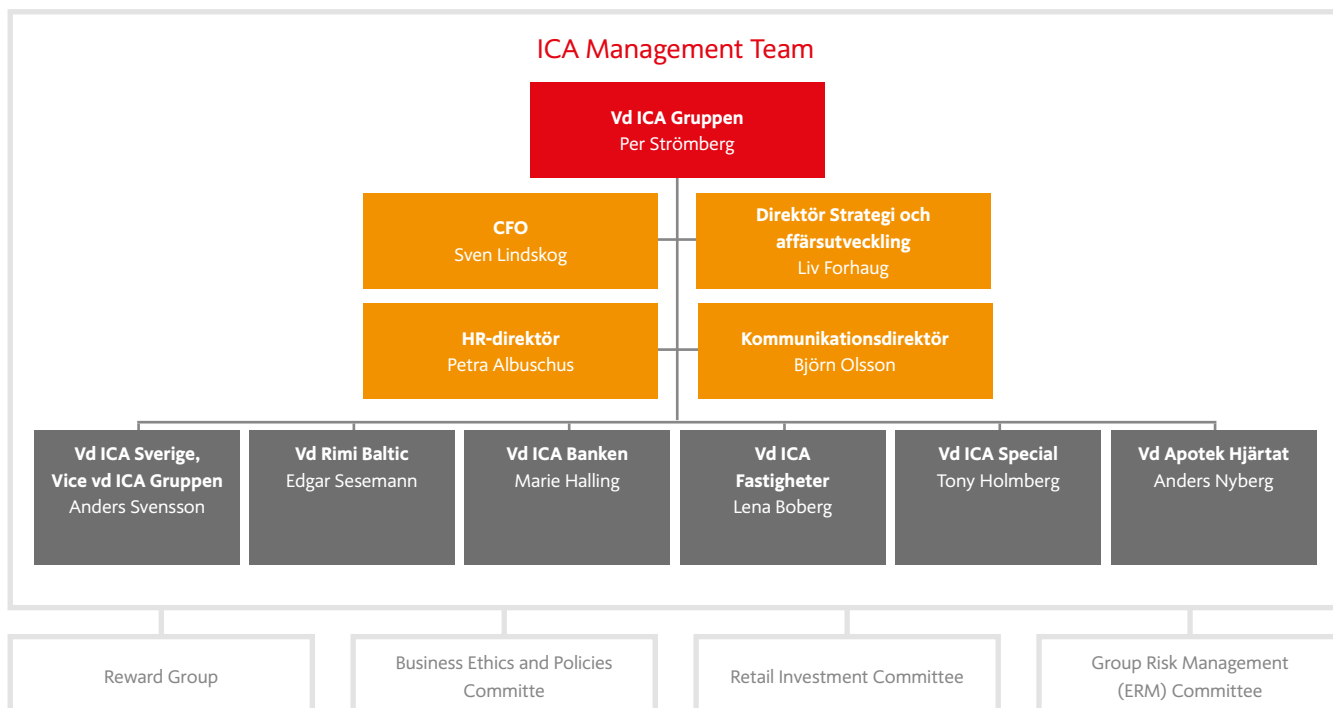 ICA Management Team
Vd ICA Gruppen
Per Strömberg
CFO
Sven Lindskog
Direktör Strategi och
affärsutveckling
Liv Forhaug
HR-direktör
Petra Albuschus
Kommunikationsdirektör
Björn Olsson
Vd ICA Sverige,
Vice vd ICA Gruppen
Anders Svensson
Vd Rimi Baltic
Edgar Sesemann
Vd ICA Banken
Marie Halling
Vd ICA
Fastigheter
Lena Boberg
Vd ICA Special
Tony Holmberg
Vd Apotek Hjärtat
Anders Nyberg
Reward Group
Business Ethics and Policies
Committe
Retail Investment Committee
Group Risk Management
(ERM) Committee